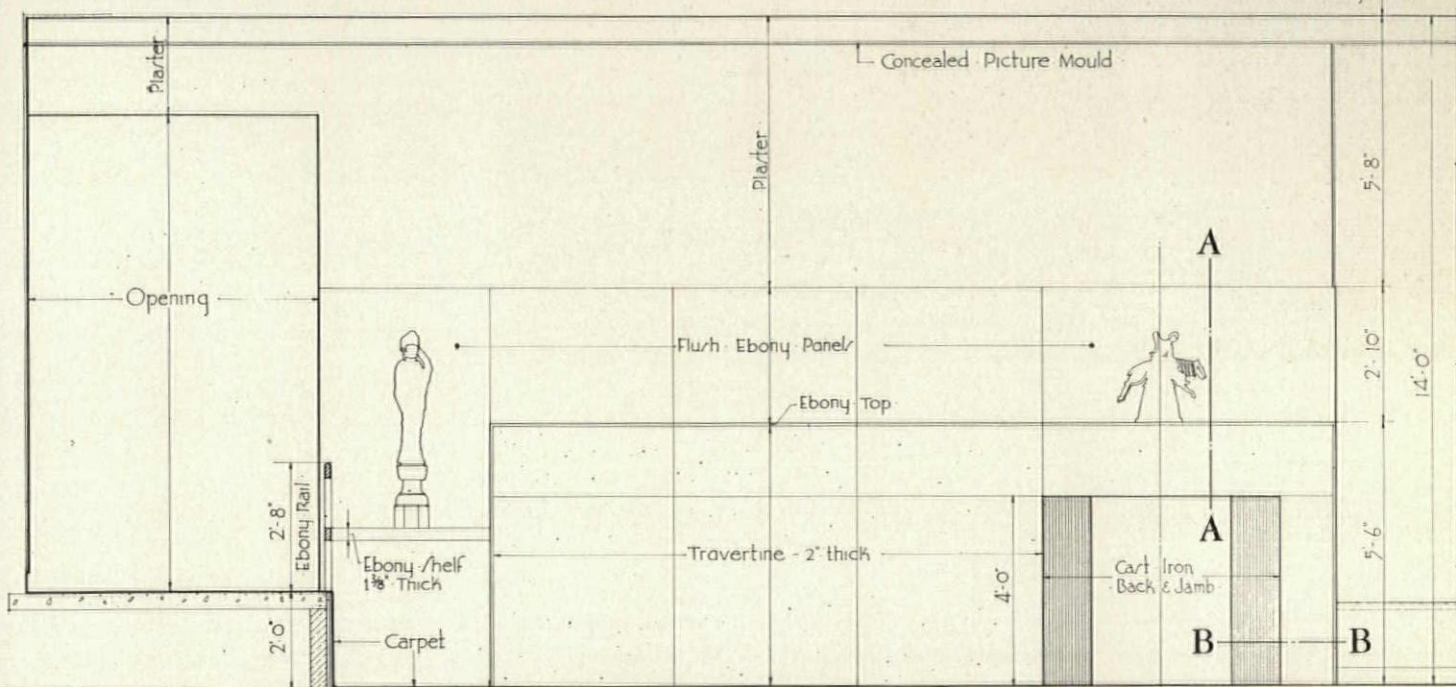 Plaster
Concealed Picture Mould
Plaster
5'-8"
A
Opening
Flush Ebony Panels
2'-10"
14'-0"
Ebony Top
2'-8"
Ebony Rail
A
Ebony Shelf
1⅜" Thick
Travertine - 2" thick
4'-0"
Cast Iron
Back & Jamb
5'-6"
2'-0"
Carpet
B
B